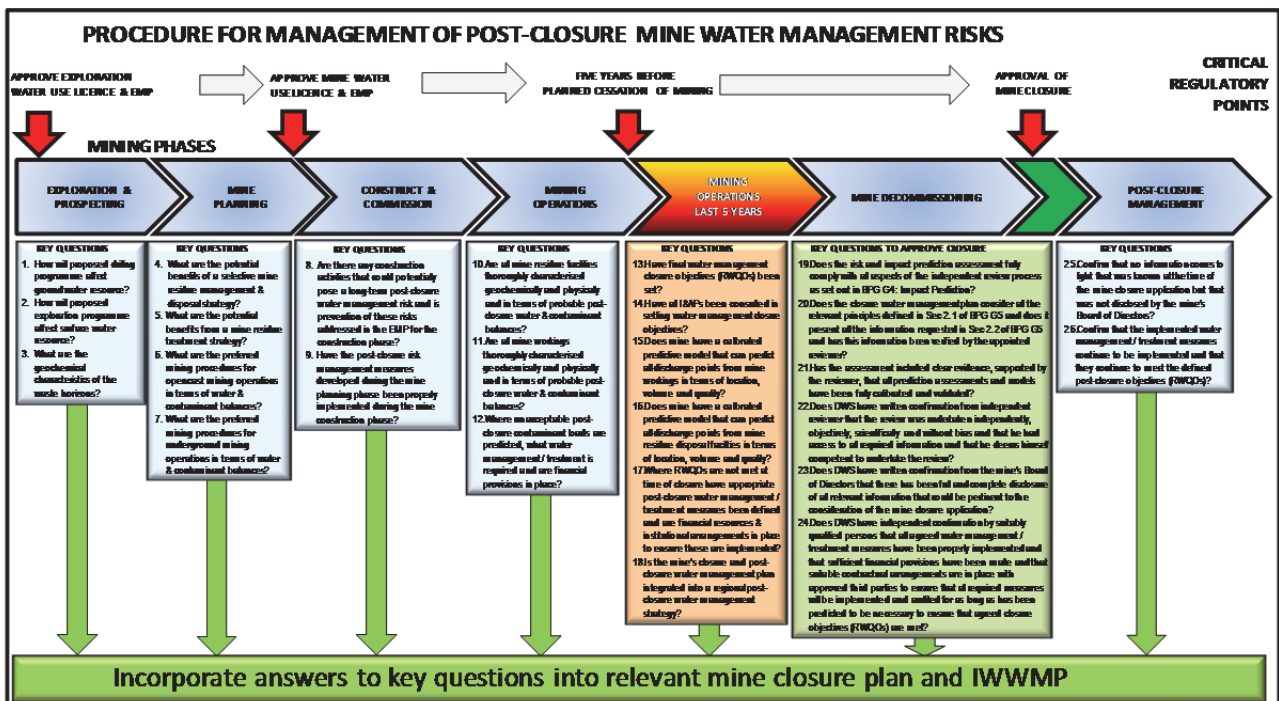 PROCEDURE FOR MANAGEMENT OF POST-CLOSURE MINE WATER MANAGEMENT RISKS
APPROVE EXPLORATION
WATER USE LICENCE & EMP
APPROVE MINE WATER
USE LICENCE & EMP
FIVE YEARS BEFORE
PLANNED CESSATION OF MINING
APPROVAL OF
MINE CLOSURE
CRITICAL
REGULATORY
POINTS
MINING PHASES
EXPLORATION &
PROSPECTING
MINE
PLANNING
CONSTRUCT &
COMMISSION
MINING
OPERATIONS
MINING
OPERATIONS
LAST 5 YEARS
MINE DECOMMISSIONING
POST-CLOSURE
MANAGEMENT
KEY QUESTIONS
1. How will proposed drilling
programme affect
groundwater resource?
2. How will proposed
exploration programme
affect surface water
resource?
3. What are the
geochemical
characteristics of the
waste horizons?
KEY QUESTIONS
4. What are the potential
benefits of a selective mine
residue management &
disposal strategy?
5. What are the potential
benefits from a mine residue
treatment strategy?
6. What are the preferred
mining procedures for
opencast mining operations
in terms of water &
contaminant balances?
7. What are the preferred
mining procedures for
underground mining
operations in terms of water
& contaminant balances?
KEY QUESTIONS
8. Are there any construction
activities that could potentially
pose a long-term post-closure
water management risk and is
prevention of these risks
addressed in the EMP for the
construction phase?
9. Have the post-closure risk
management measures
developed during the mine
planning phase been properly
implemented during the mine
construction phase?
KEY QUESTIONS
10. Are all mine residue facilities
thoroughly characterised
geochemically and physically
and in terms of probable post-
closure water & contaminant
balances?
11. Are all mine workings
thoroughly characterised
geochemically and physically
and in terms of probable post-
closure water & contaminant
balances?
12. Where unacceptable post-
closure contaminant loads are
predicted, what water
management / treatment is
required and are financial
provisions in place?
KEY QUESTIONS
13. Have final water management
closure objectives (RWQOs) been
set?
14. Have all I&APs been consulted in
setting water management closure
objectives?
15. Does mine have a calibrated
predictive model that can predict
all discharge points from mine
workings in terms of location,
volume and quality?
16. Does mine have a calibrated
predictive model that can predict
all discharge points from mine
residue disposal facilities in terms
of location, volume and quality?
17. Where RWQOs are not met at
time of closure have appropriate
post-closure water management /
treatment measures been defined
and are financial resources &
institutional arrangements in place
to ensure these are implemented?
18. Is the mine's closure and post-
closure water management plan
integrated into a regional post-
closure water management
strategy?
KEY QUESTIONS TO APPROVE CLOSURE
19. Does the risk and impact prediction assessment fully
comply with all aspects of the independent review process
as set out in BPG G4: Impact Prediction?
20. Does the closure water management plan consider all the
relevant principles defined in Sec 2.1 of BPG G5 and does it
present all the information requested in Sec 2.2 of BPG G5
and has this information been verified by the appointed
reviewer?
21. Has the assessment included clear evidence, supported by
the reviewer, that all prediction assessments and models
have been fully calibrated and validated?
22. Does DWS have written confirmation from independent
reviewer that the review was undertaken independently,
objectively, scientifically and without bias and that he had
access to all required information and that he deems himself
competent to undertake the review?
23. Does DWS have written confirmation from the mine's Board
of Directors that there has been full and complete disclosure
of all relevant information that could be pertinent to the
consideration of the mine closure application?
24. Does DWS have independent confirmation by suitably
qualified persons that all agreed water management /
treatment measures have been properly implemented and
that sufficient financial provisions have been made and that
suitable contractual arrangements are in place with
approved third parties to ensure that all required measures
will be implemented and audited for as long as has been
predicted to be necessary to ensure that agreed closure
objectives (RWQOs) are met?
KEY QUESTIONS
25. Confirm that no information comes to
light that was known at the time of
the mine closure application but that
was not disclosed by the mine's
Board of Directors?
26. Confirm that the implemented water
management / treatment measures
continue to be implemented and that
they continue to meet the defined
post-closure objectives (RWQOs)?
Incorporate answers to key questions into relevant mine closure plan and IWWMP